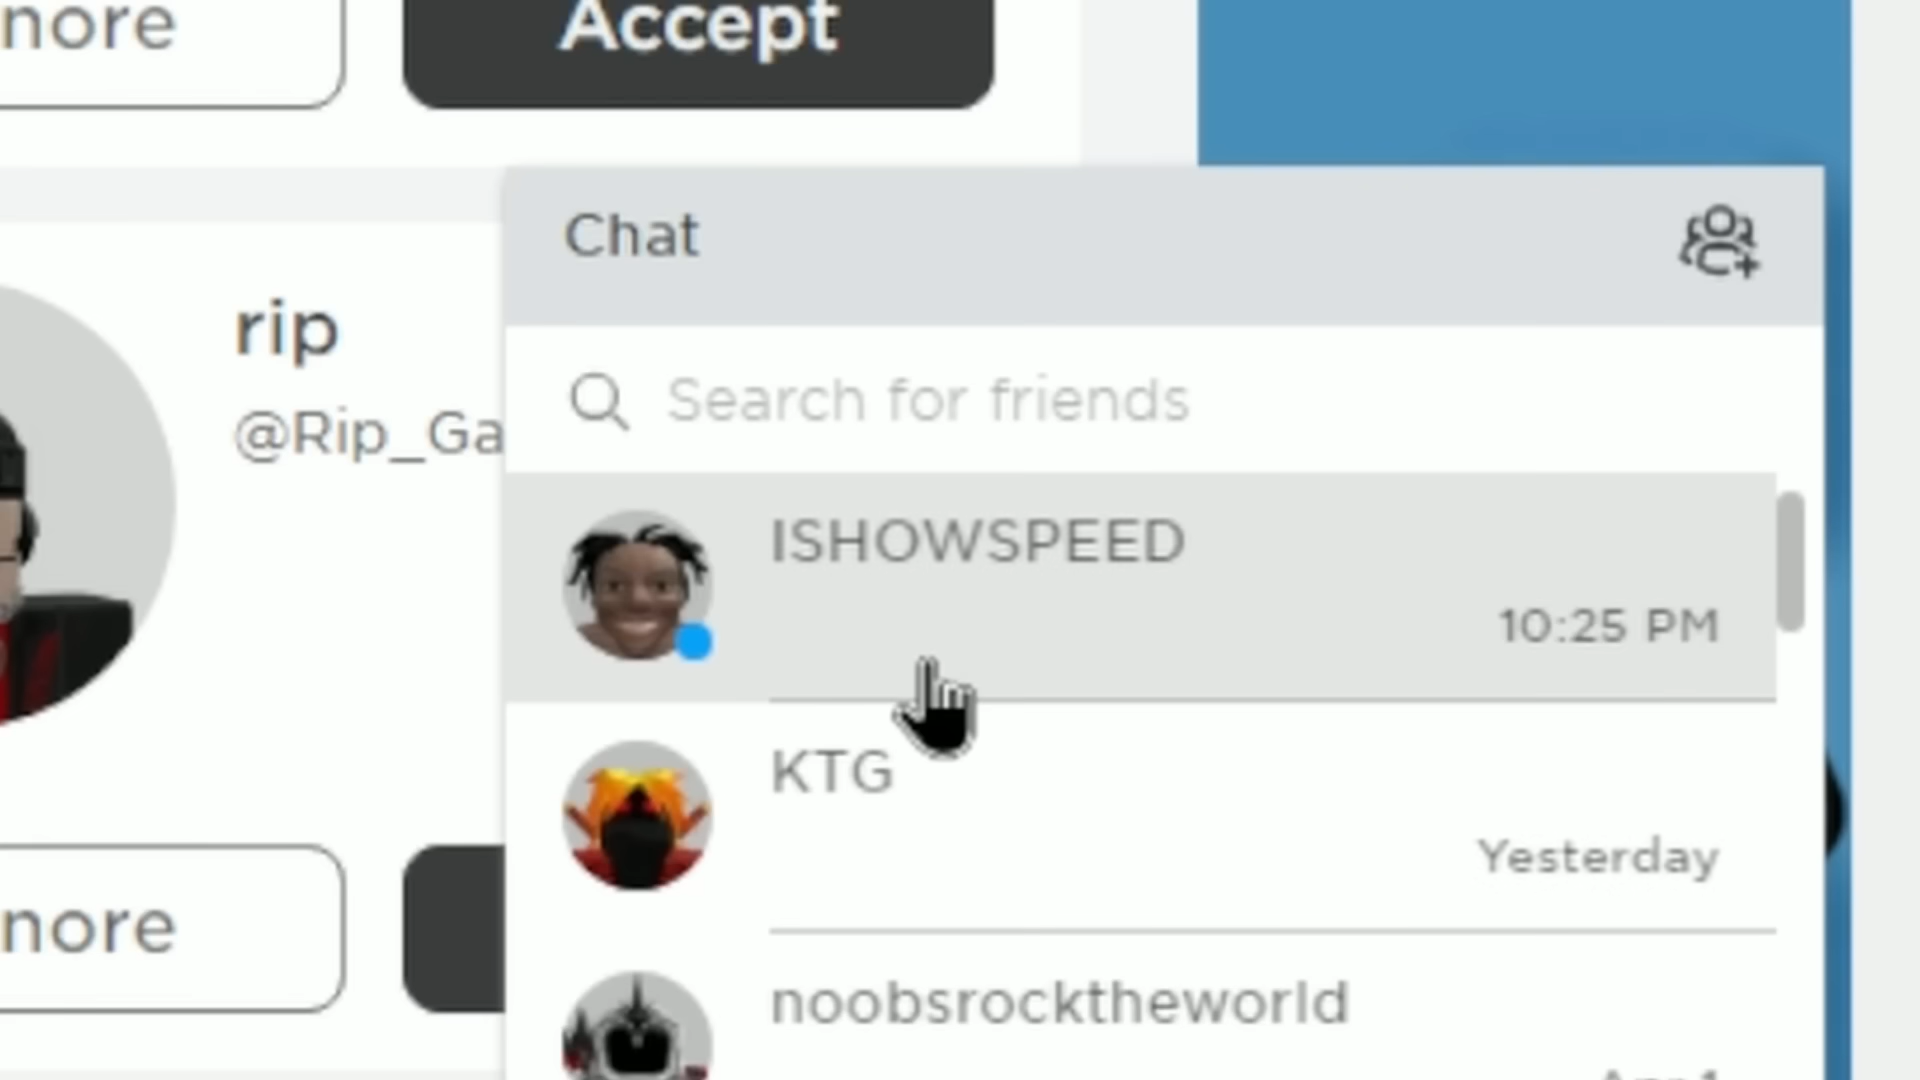 nore
Accept
Chat
rip
@Rip_Ga
Search for friends
ISHOWSPEED
10:25 PM
KTG
Yesterday
nore
noobsrocktheworld